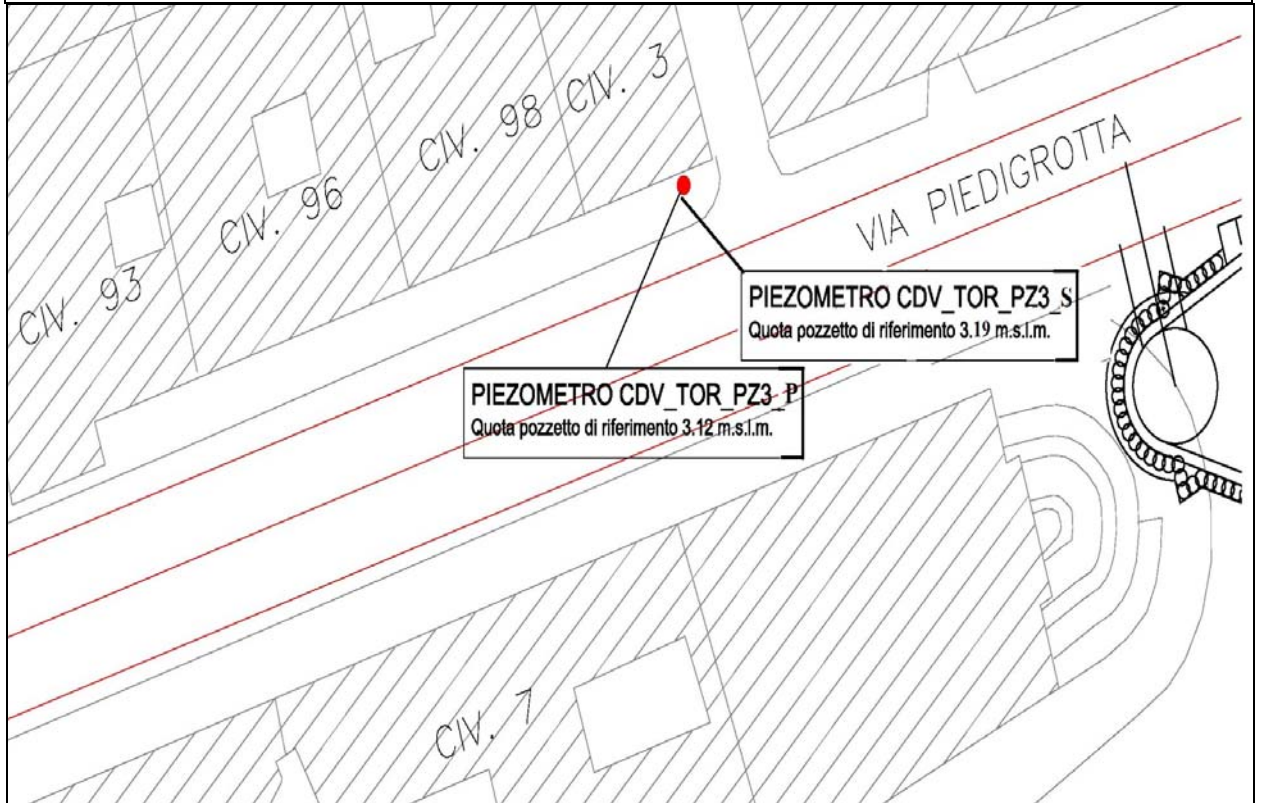 CIV. 3
CIV. 98
CIV. 96
CIV. 93
VIA PIEDIGROTTA
PIEZOMETRO CDV_TOR_PZ3_S
Quota pozzetto di riferimento 3.19 m.s.l.m.
PIEZOMETRO CDV_TOR_PZ3_P
Quota pozzetto di riferimento 3.12 m.s.l.m.
CIV. 7